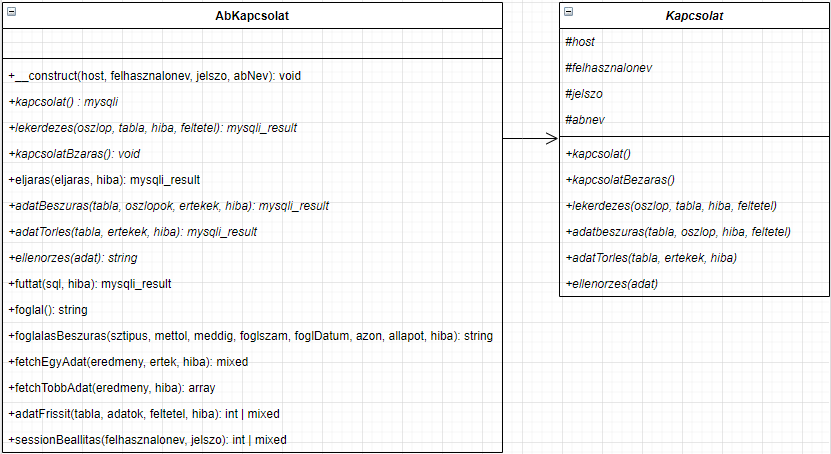 AbKapcsolat
+__construct(host, felhasznalonev, jelszo, abNev): void
+kapcsolat() : mysqli
+lekerdezes(oszlop, tabla, hiba, feltetel): mysqli_result
+kapcsolatBzaras(): void
+eljaras(eljaras, hiba): mysqli_result
+adatBeszuras(tabla, oszlopok, ertekek, hiba): mysqli_result
+adatTorles(tabla, ertekek, hiba): mysqli_result
+ellenorzes(adat): string
+futtat(sql, hiba): mysqli_result
+foglal(): string
+foglalasBeszuras(sztipus, mettol, meddig, foglszam, foglDatum, azon, allapot, hiba): string
+fetchEgyAdat(eredmeny, ertek, hiba): mixed
+fetchTobbAdat(eredmeny, hiba): array
+adatFrissit(tabla, adatok, feltetel, hiba): int | mixed
+sessionBeallitas(felhasznalonev, jelszo): int | mixed
Kapcsolat
#host
#felhasznalonev
#jelszo
#abnev
+kapcsolat()
+kapcsolatBezaras()
+lekerdezes(oszlop, tabla, hiba, feltetel)
+adatbeszuras(tabla, oszlop, hiba, feltetel)
+adatTorles(tabla, ertekek, hiba)
+ellenorzes(adat)